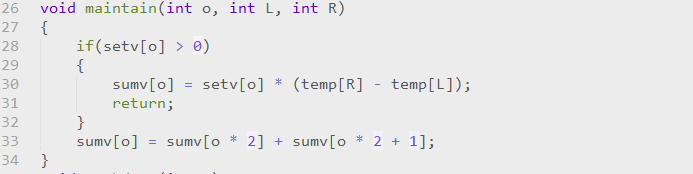 26 void maintain(int o, int L, int R)
27 {
28     if(setv[o] > 0)
29     {
30         sumv[o] = setv[o] * (temp[R] - temp[L]);
31         return;
32     }
33     sumv[o] = sumv[o * 2] + sumv[o * 2 + 1];
34 }